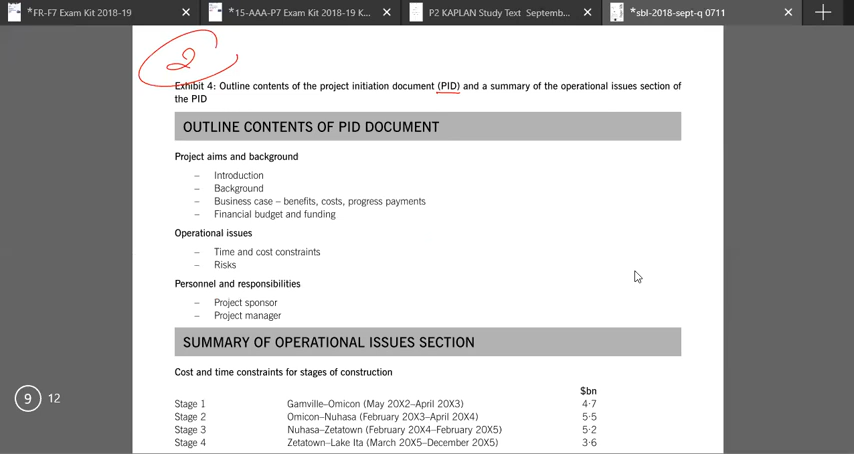 *FR-F7 Exam Kit 2018-19
*15-AAA-P7 Exam Kit 2018-19 K...
P2 KAPLAN Study Text Septemb...
*sbl-2018-sept-q 0711
2
Exhibit 4: Outline contents of the project initiation document (PID) and a summary of the operational issues section of
the PID
OUTLINE CONTENTS OF PID DOCUMENT
Project aims and background
– Introduction
– Background
– Business case – benefits, costs, progress payments
– Financial budget and funding
Operational issues
– Time and cost constraints
– Risks
Personnel and responsibilities
– Project sponsor
– Project manager
SUMMARY OF OPERATIONAL ISSUES SECTION
Cost and time constraints for stages of construction
$bn
Stage 1 Gamville–Omicon (May 20X2–April 20X3) 4·7
Stage 2 Omicon–Nuhasa (February 20X3–April 20X4) 5·5
Stage 3 Nuhasa–Zetatown (February 20X4–February 20X5) 5·2
Stage 4 Zetatown–Lake Ita (March 20X5–December 20X5) 3·6
9 12